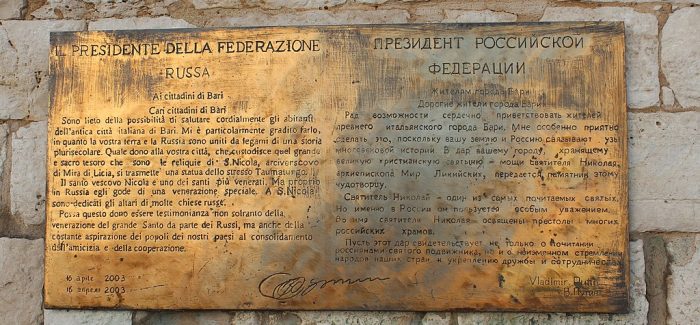 IL PRESIDENTE DELLA FEDERAZIONE
RUSSA
Ai cittadini di Bari
Cari cittadini di Bari
Sono lieto della possibilità di salutare cordialmente gli abitanti
dell'antica città italiana di Bari. Mi è particolarmente gradito farlo,
in quanto la vostra terra e la Russia sono uniti da legami di una storia
plurisecolare. Quale dono alla vostra città, che custodisce quel grande
e sacro tesoro che sono le reliquie di S.Nicola, arcivescovo
di Mira di Licia, si trasmette una statua dello stesso Taumaturgo.
Il santo vescovo Nicola è uno dei santi più venerati. Ma proprio
in Russia egli gode di una venerazione speciale. A S.Nicola
sono dedicati gli altari di molte chiese russe.
Possa questo dono essere testimonianza non soltanto della
venerazione del grande Santo da parte dei Russi, ma anche della
costante aspirazione dei popoli dei nostri paesi al consolidamento
dell'amicizia e della cooperazione.
16 aprile 2003
16 апреля 2003
ПРЕЗИДЕНТ РОССИЙСКОЙ
ФЕДЕРАЦИИ
Жителям города Бари
Дорогие жители города Бари
Рад возможности сердечно приветствовать жителей
древнего итальянского города Бари. Мне особенно приятно
сделать это, поскольку вашу землю и Россию связывают узы
многовековой истории. В дар вашему городу, хранящему
великую христианскую святыню - мощи святителя Николая,
архиепископа Мир Ликийских, передается памятник этому
чудотворцу.
Святитель Николай - один из самых почитаемых святых.
Но именно в России он пользуется особым уважением.
Во имя святителя Николая освящены престолы многих
российских храмов.
Пусть этот дар свидетельствует не только о почитании
россиянами святого подвижника, но и о неизменном стремлении
народов наших стран к укреплению дружбы и сотрудничества.
Vladimir Putin
В.Путин